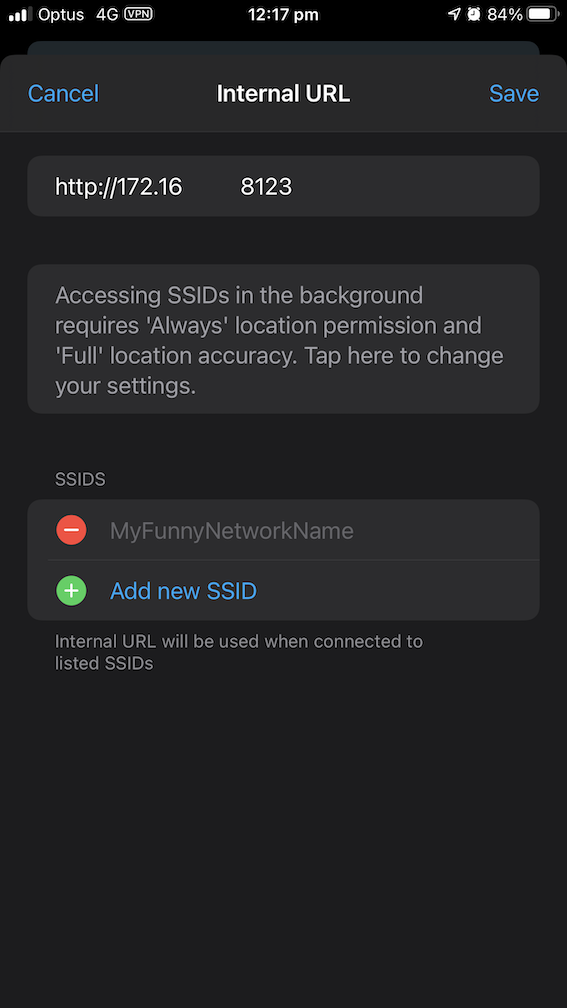 Optus 4G VPN 12:17 pm 84%
Cancel Internal URL Save
http://172.16 8123
Accessing SSIDs in the background
requires 'Always' location permission and
'Full' location accuracy. Tap here to change
your settings.
SSIDS
MyFunnyNetworkName
Add new SSID
Internal URL will be used when connected to
listed SSIDs